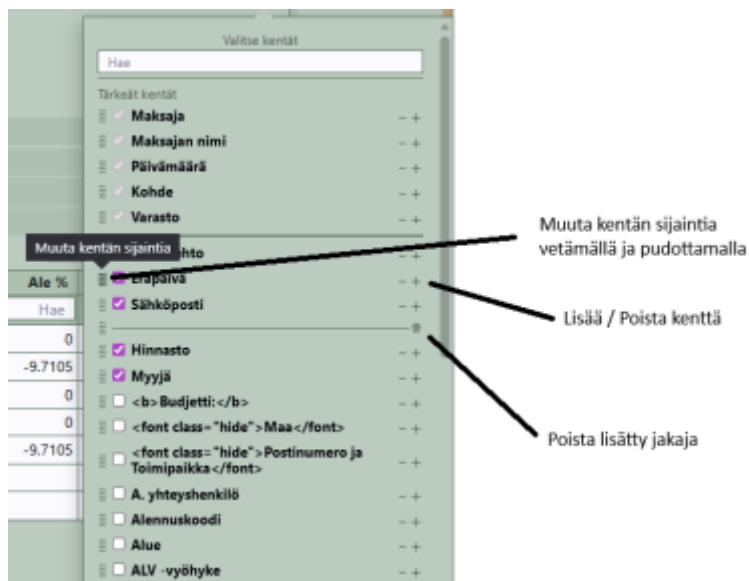 Valitse kentät
Hae
Tärkeät kentät
Maksaja
Maksajan nimi
Päivämäärä
Kohde
Varasto
Muuta kentän sijaintia
Eräpäivä
Sähköposti
Hinnasto
Myyjä
<b>Budjetti:</b>
<font class="hide">Maa</font>
<font class="hide">Postinumero ja
Toimipaikka</font>
A. yhteyshenkilö
Alennuskoodi
Alue
ALV -vyöhyke
Ale %
Hae
0
-9.7105
0
0
-9.7105
Muuta kentän sijaintia
vetämällä ja pudottamalla
Lisää / Poista kenttä
Poista lisätty jakaja